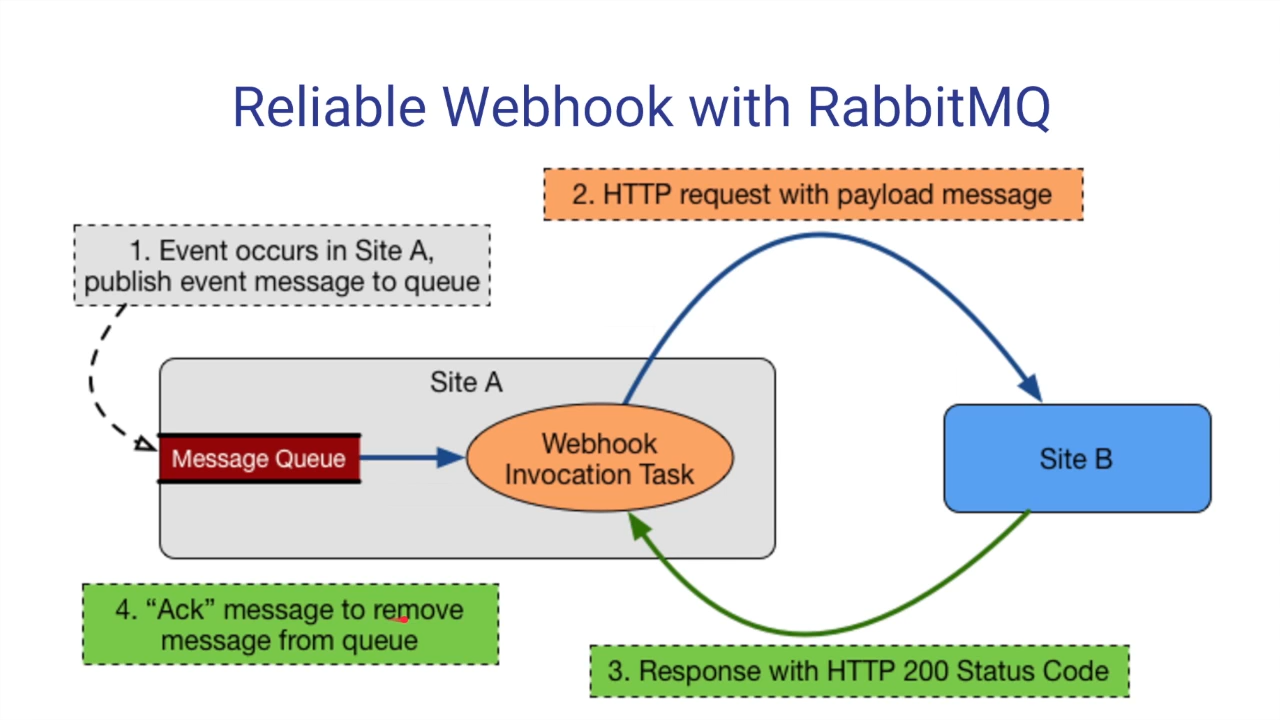 Reliable Webhook with RabbitMQ
2. HTTP request with payload message
1. Event occurs in Site A,
publish event message to queue
Site A
Message Queue
Webhook
Invocation Task
Site B
4. “Ack” message to remove
message from queue
3. Response with HTTP 200 Status Code